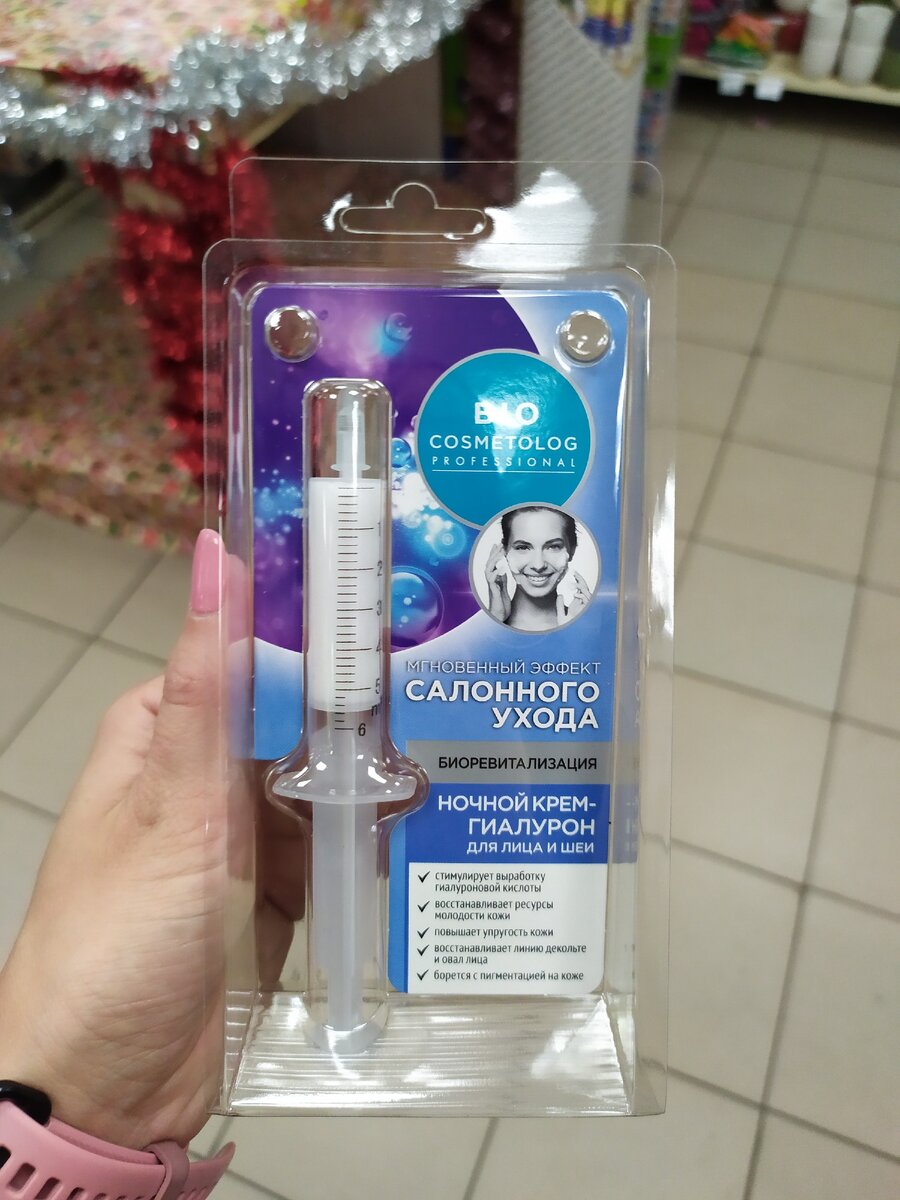 BIO
COSMETOLOG
PROFESSIONAL
1
2
3
4
5
6
МГНОВЕННЫЙ ЭФФЕКТ
САЛОННОГО
УХОДА
БИОРЕВИТАЛИЗАЦИЯ
НОЧНОЙ КРЕМ-
ГИАЛУРОН
ДЛЯ ЛИЦА И ШЕИ
стимулирует выработку
гиалуроновой кислоты
восстанавливает ресурсы
молодости кожи
повышает упругость кожи
восстанавливает линию декольте
и овал лица
борется с пигментацией на коже